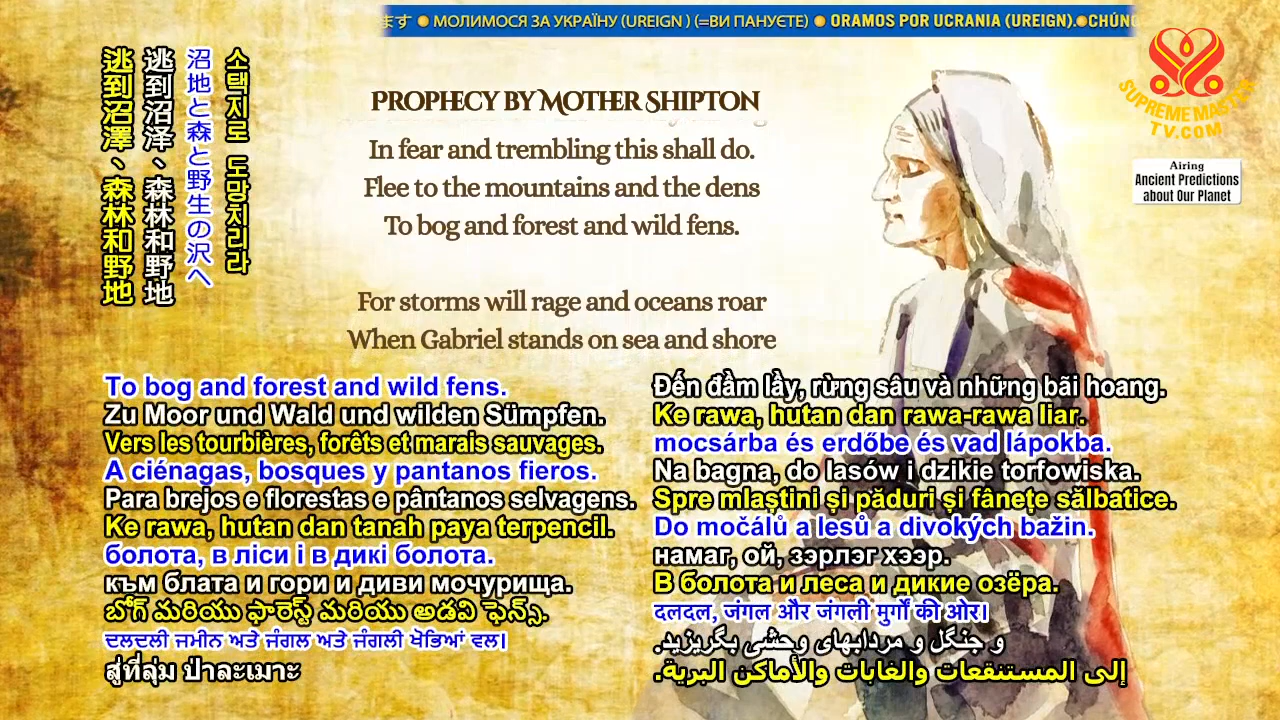 ます ● МОЛИМОСЯ ЗА УКРАЇНУ (UREIGN ) (=ВИ ПАНУЄТЕ) ● ORAMOS POR UCRANIA (UREIGN).●CHÚNG
SUPREME MASTER
TV.COM
Airing
Ancient Predictions
about Our Planet
PROPHECY BY MOTHER SHIPTON
In fear and trembling this shall do.
Flee to the mountains and the dens
To bog and forest and wild fens.
For storms will rage and oceans roar
When Gabriel stands on sea and shore
소택지로 도망치리라
沼地と森と野生の沢へ
逃到沼泽、森林和野地
逃到沼澤、森林和野地
To bog and forest and wild fens.
Zu Moor und Wald und wilden Sümpfen.
Vers les tourbières, forêts et marais sauvages.
A ciénagas, bosques y pantanos fieros.
Para brejos e florestas e pântanos selvagens.
Ke rawa, hutan dan tanah paya terpencil.
болота, в ліси і в дикі болота.
към блата и гори и диви мочурища.
బోగ్ మరియు ఫారెస్ట్ మరియు అడవి ఫెన్స్.
ਦਲਦਲੀ ਜਮੀਨ ਅਤੇ ਜੰਗਲ ਅਤੇ ਜੰਗਲੀ ਖੋਭਿਆਂ ਵਲ।
สู่ที่ลุ่ม ป่าละเมาะ
Đến đầm lầy, rừng sâu và những bãi hoang.
Ke rawa, hutan dan rawa-rawa liar.
mocsárba és erdőbe és vad lápokba.
Na bagna, do lasów i dzikie torfowiska.
Spre mlaștini și păduri și fânețe sălbatice.
Do močálů a lesů a divokých bažin.
намаг, ой, зэрлэг хээр.
В болота и леса и дикие озёра.
दलदल, जंगल और जंगली मुर्गों की ओर।
و جنگل و مردابهای وحشی بگریزید.
إلى المستنقعات والغابات والأماكن البرية.